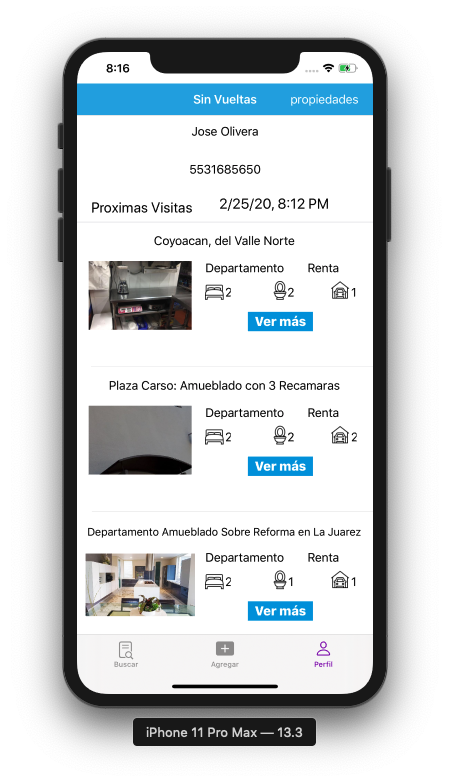 8:16
Sin Vueltas propiedades
Jose Olivera
5531685650
Proximas Visitas 2/25/20, 8:12 PM
Coyoacan, del Valle Norte
Departamento Renta
2 2 1
Ver más
Plaza Carso: Amueblado con 3 Recamaras
Departamento Renta
2 2 2
Ver más
Departamento Amueblado Sobre Reforma en La Juarez
Departamento Renta
2 1 1
Ver más
Buscar Agregar Perfil
iPhone 11 Pro Max — 13.3